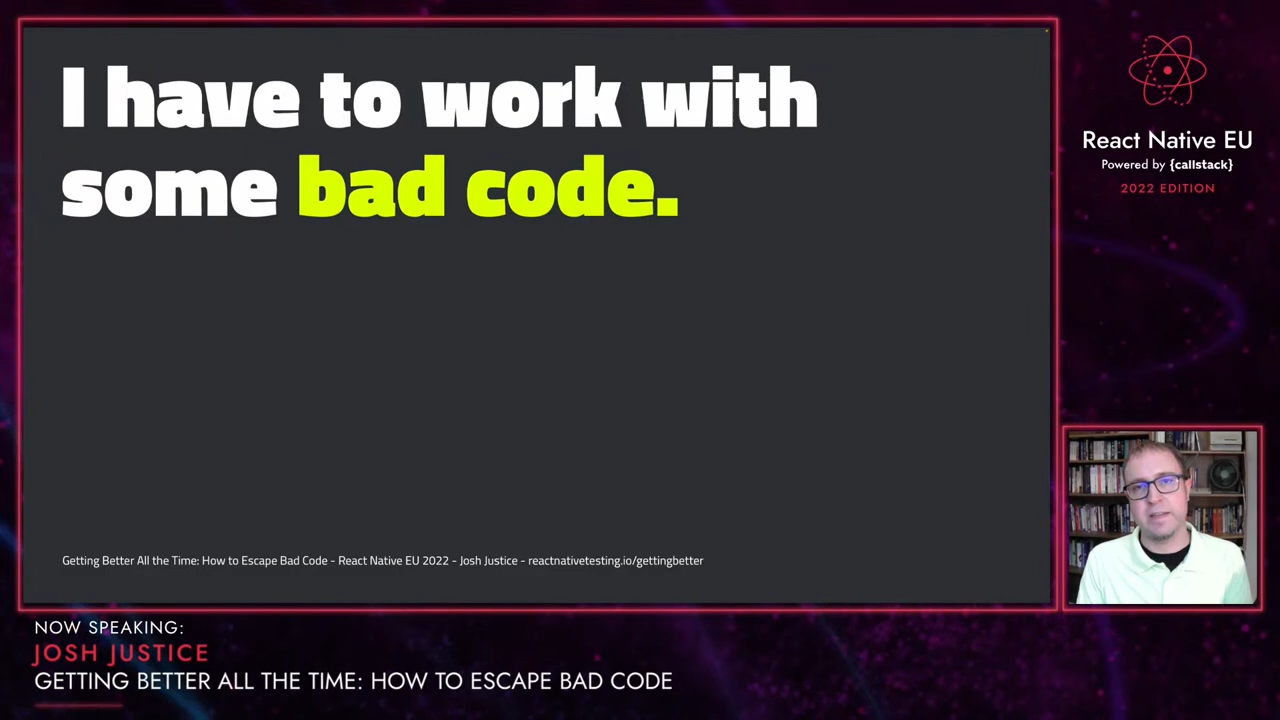 I have to work with
some bad code.
Getting Better All the Time: How to Escape Bad Code - React Native EU 2022 - Josh Justice - reactnativetesting.io/gettingbetter
React Native EU
Powered by {callstack}
2022 EDITION
NOW SPEAKING:
JOSH JUSTICE
GETTING BETTER ALL THE TIME: HOW TO ESCAPE BAD CODE